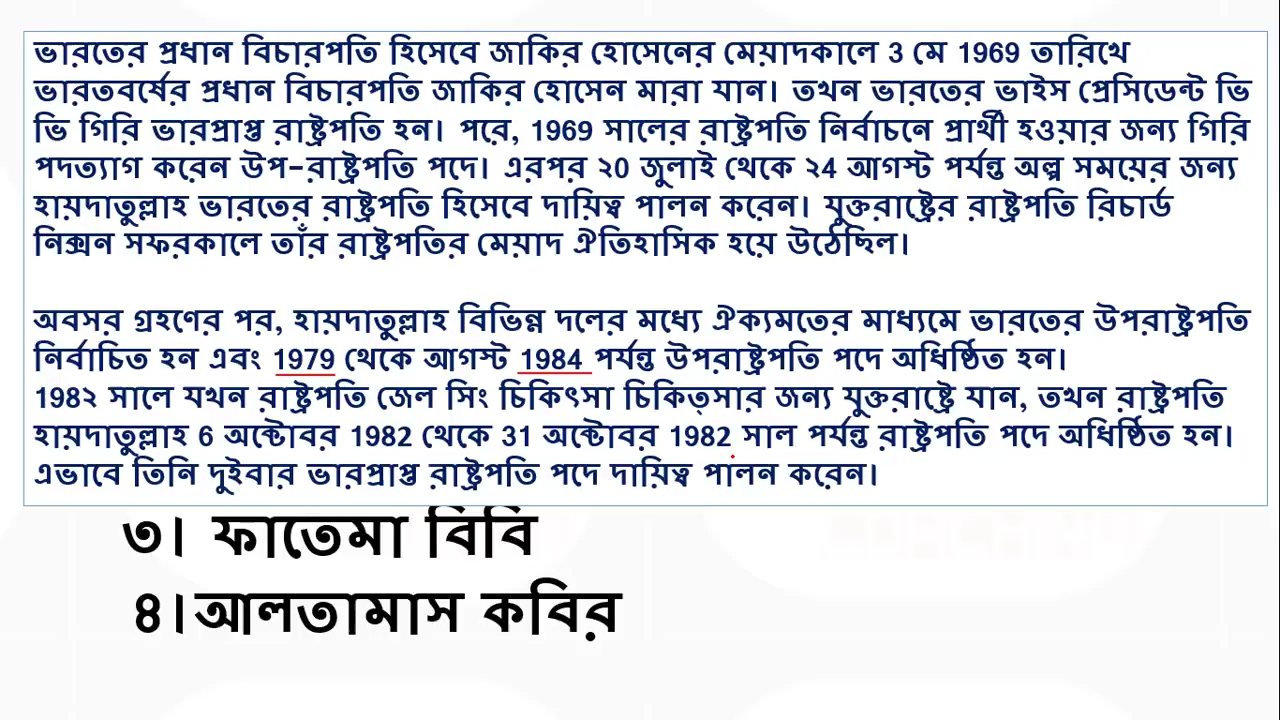 ভারতের প্রধান বিচারপতি হিসেবে জাকির হোসেনের মেয়াদকালে 3 মে 1969 তারিখে
ভারতবর্ষের প্রধান বিচারপতি জাকির হোসেন মারা যান। তখন ভারতের ভাইস প্রেসিডেন্ট ভি
ভি গিরি ভারপ্রাপ্ত রাষ্ট্রপতি হন। পরে, 1969 সালের রাষ্ট্রপতি নির্বাচনে প্রার্থী হওয়ার জন্য গিরি
পদত্যাগ করেন উপ-রাষ্ট্রপতি পদে। এরপর ২0 জুলাই থেকে ২4 আগস্ট পর্যন্ত অল্প সময়ের জন্য
হায়দাতুল্লাহ ভারতের রাষ্ট্রপতি হিসেবে দায়িত্ব পালন করেন। যুক্তরাষ্ট্রের রাষ্ট্রপতি রিচার্ড
নিক্সন সফরকালে তাঁর রাষ্ট্রপতির মেয়াদ ঐতিহাসিক হয়ে উঠেছিল।
অবসর গ্রহণের পর, হায়দাতুল্লাহ বিভিন্ন দলের মধ্যে ঐক্যমতের মাধ্যমে ভারতের উপরাষ্ট্রপতি
নির্বাচিত হন এবং 1979 থেকে আগস্ট 1984 পর্যন্ত উপরাষ্ট্রপতি পদে অধিষ্ঠিত হন।
198২ সালে যখন রাষ্ট্রপতি জেল সিং চিকিৎসা চিকিত্সার জন্য যুক্তরাষ্ট্রে যান, তখন রাষ্ট্রপতি
হায়দাতুল্লাহ 6 অক্টোবর 1982 থেকে 31 অক্টোবর 1982 সাল পর্যন্ত রাষ্ট্রপতি পদে অধিষ্ঠিত হন।
এভাবে তিনি দুইবার ভারপ্রাপ্ত রাষ্ট্রপতি পদে দায়িত্ব পালন করেন।
৩। ফাতেমা বিবি
৪।আলতামাস কবির